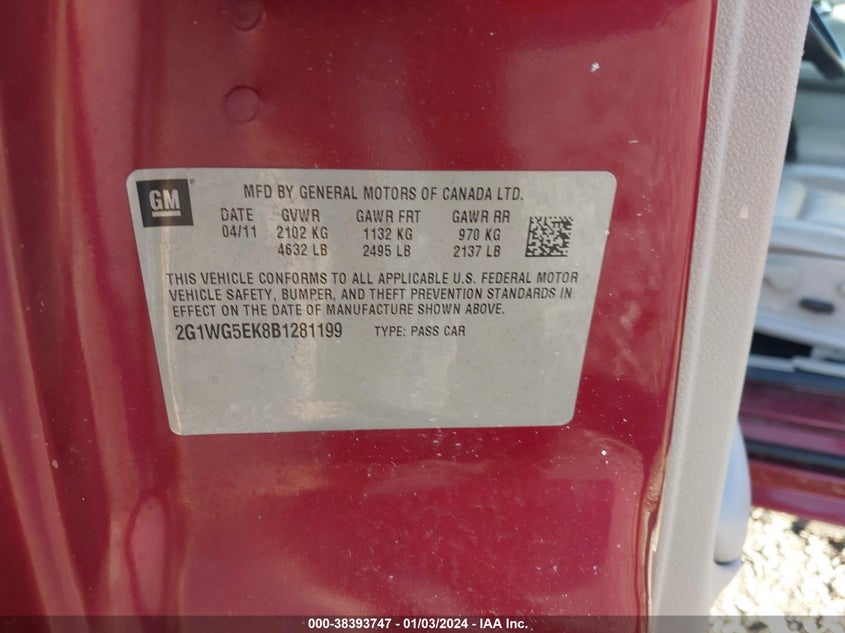 GM ® MFD BY GENERAL MOTORS OF CANADA LTD.
DATE GVWR GAWR FRT GAWR RR
04/11 2102 KG 1132 KG 970 KG
4632 LB 2495 LB 2137 LB
THIS VEHICLE CONFORMS TO ALL APPLICABLE U.S. FEDERAL MOTOR
VEHICLE SAFETY, BUMPER, AND THEFT PREVENTION STANDARDS IN
EFFECT ON THE DATE OF MANUFACTURE SHOWN ABOVE.
2G1WG5EK8B1281199 TYPE: PASS CAR
000-38393747 - 01/03/2024 - IAA Inc.